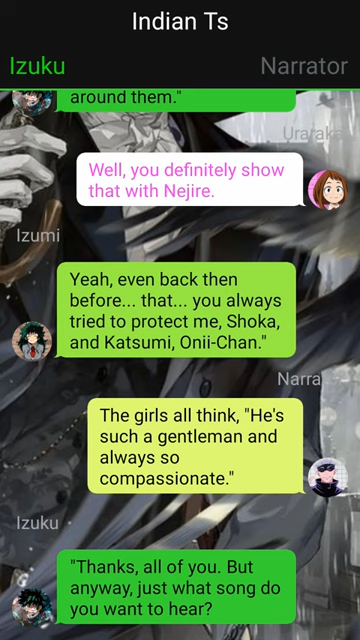 Indian Ts
Izuku Narrator
around them."
Uraraka
Well, you definitely show
that with Nejire.
Izumi
Yeah, even back then
before... that... you always
tried to protect me, Shoka,
and Katsumi, Onii-Chan."
Narra
The girls all think, "He's
such a gentleman and
always so
compassionate."
Izuku
"Thanks, all of you. But
anyway, just what song do
you want to hear?